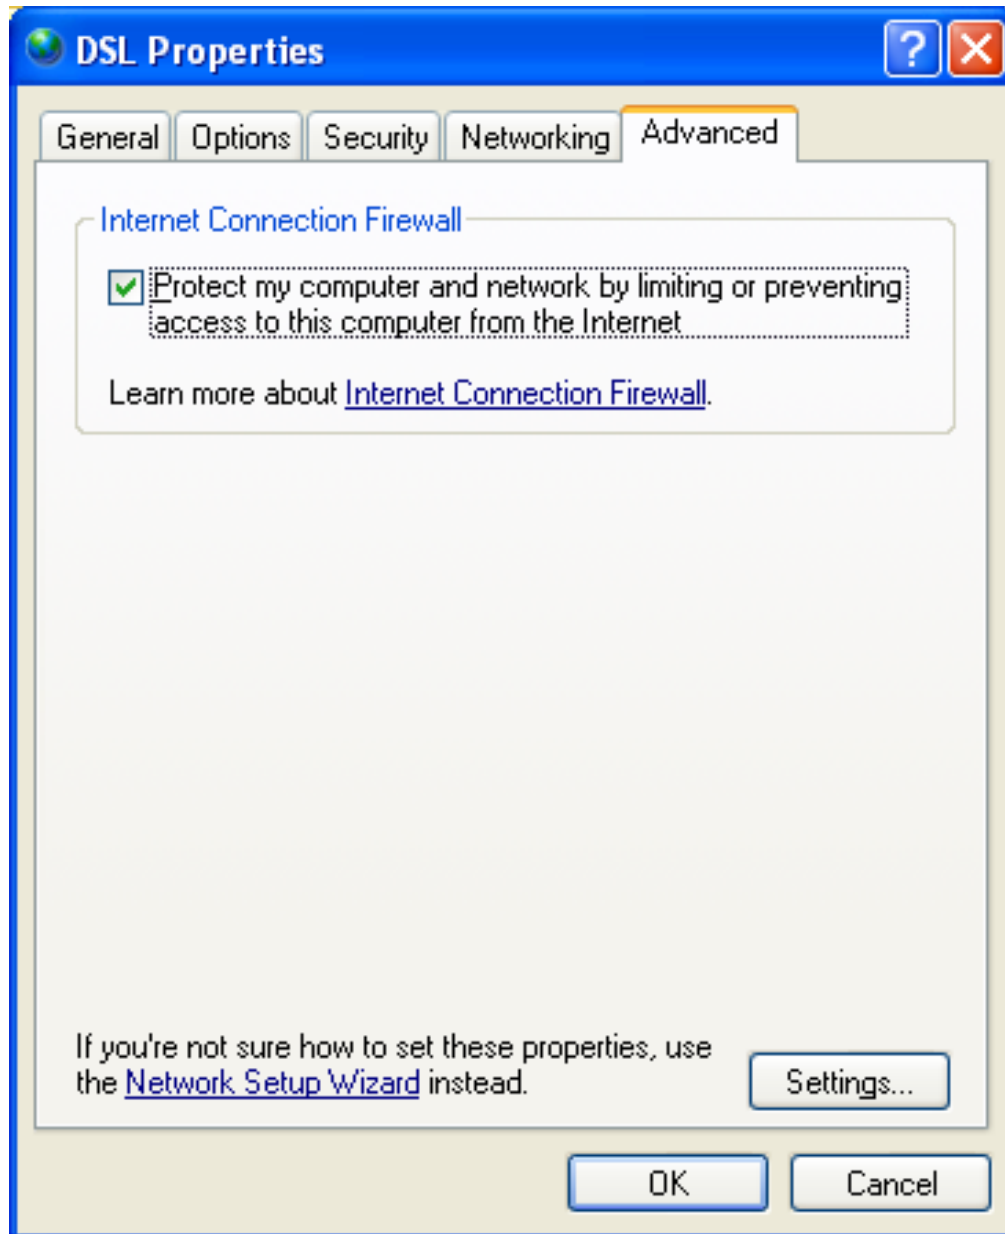 DSL Properties
General Options Security Networking Advanced
Internet Connection Firewall
Protect my computer and network by limiting or preventing
access to this computer from the Internet
Learn more about Internet Connection Firewall.
If you're not sure how to set these properties, use
the Network Setup Wizard instead.
Settings...
OK Cancel